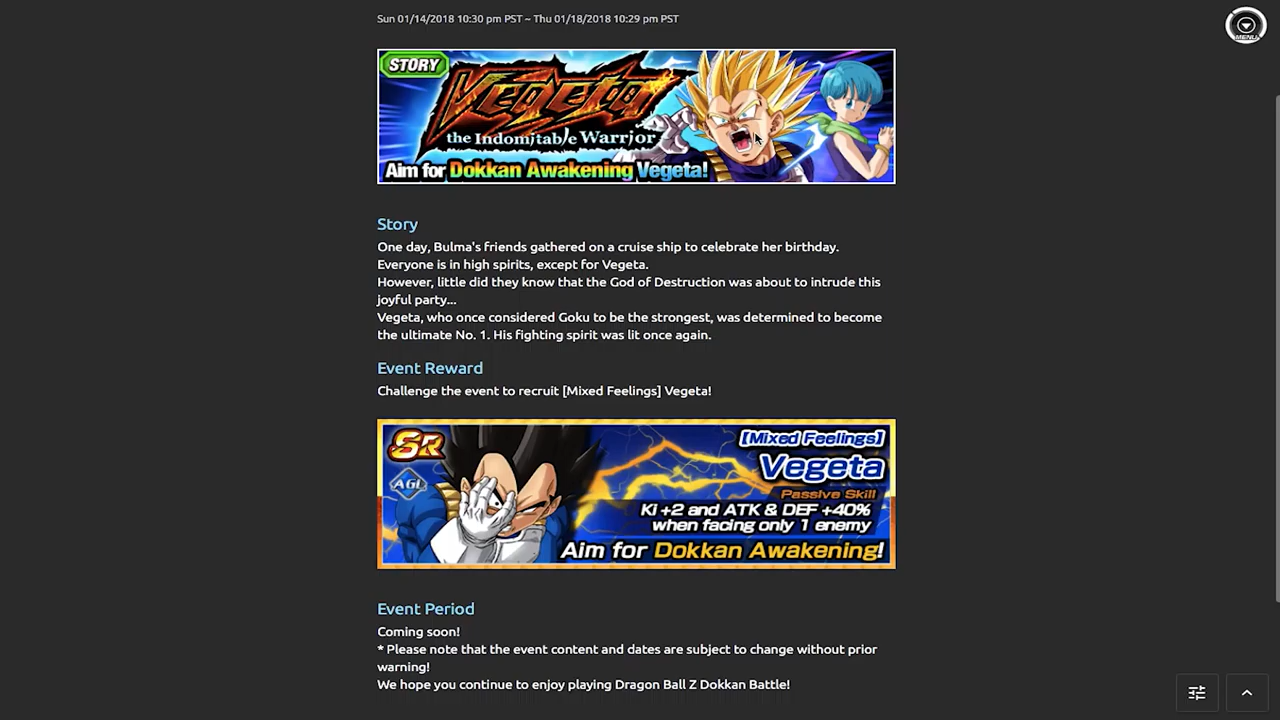 Sun 01/14/2018 10:30 pm PST ~ Thu 01/18/2018 10:29 pm PST
MENU
STORY
Vegeta
the Indomitable Warrior
Aim for Dokkan Awakening Vegeta!
Story
One day, Bulma's friends gathered on a cruise ship to celebrate her birthday.
Everyone is in high spirits, except for Vegeta.
However, little did they know that the God of Destruction was about to intrude this
joyful party...
Vegeta, who once considered Goku to be the strongest, was determined to become
the ultimate No. 1. His fighting spirit was lit once again.
Event Reward
Challenge the event to recruit [Mixed Feelings] Vegeta!
SR
AGL
[Mixed Feelings]
Vegeta
Passive Skill
Ki +2 and ATK & DEF +40%
when facing only 1 enemy
Aim for Dokkan Awakening!
Event Period
Coming soon!
* Please note that the event content and dates are subject to change without prior
warning!
We hope you continue to enjoy playing Dragon Ball Z Dokkan Battle!